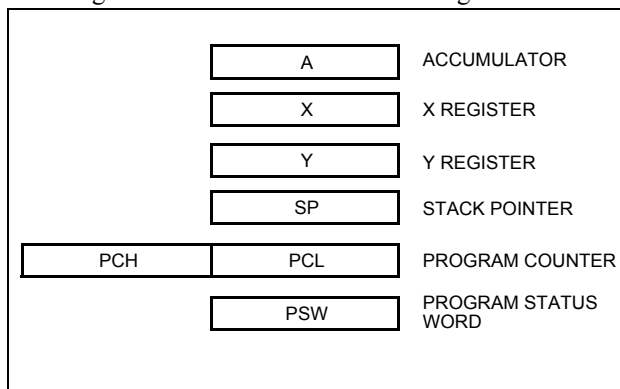 A ACCUMULATOR
X X REGISTER
Y Y REGISTER
SP STACK POINTER
PCH PCL PROGRAM COUNTER
PSW PROGRAM STATUS
WORD